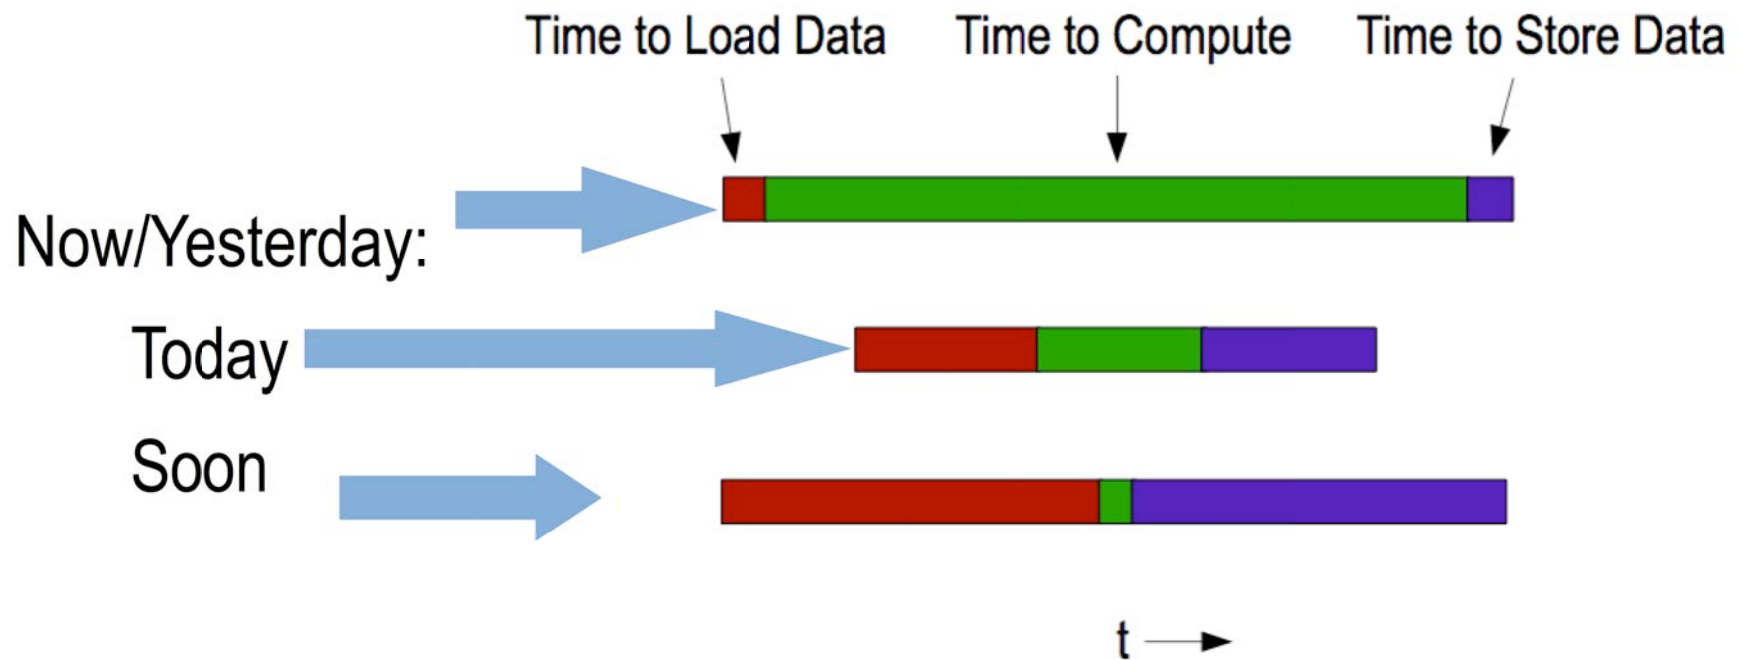 Time to Load Data
Time to Compute
Time to Store Data
Now/Yesterday:
Today
Soon
t